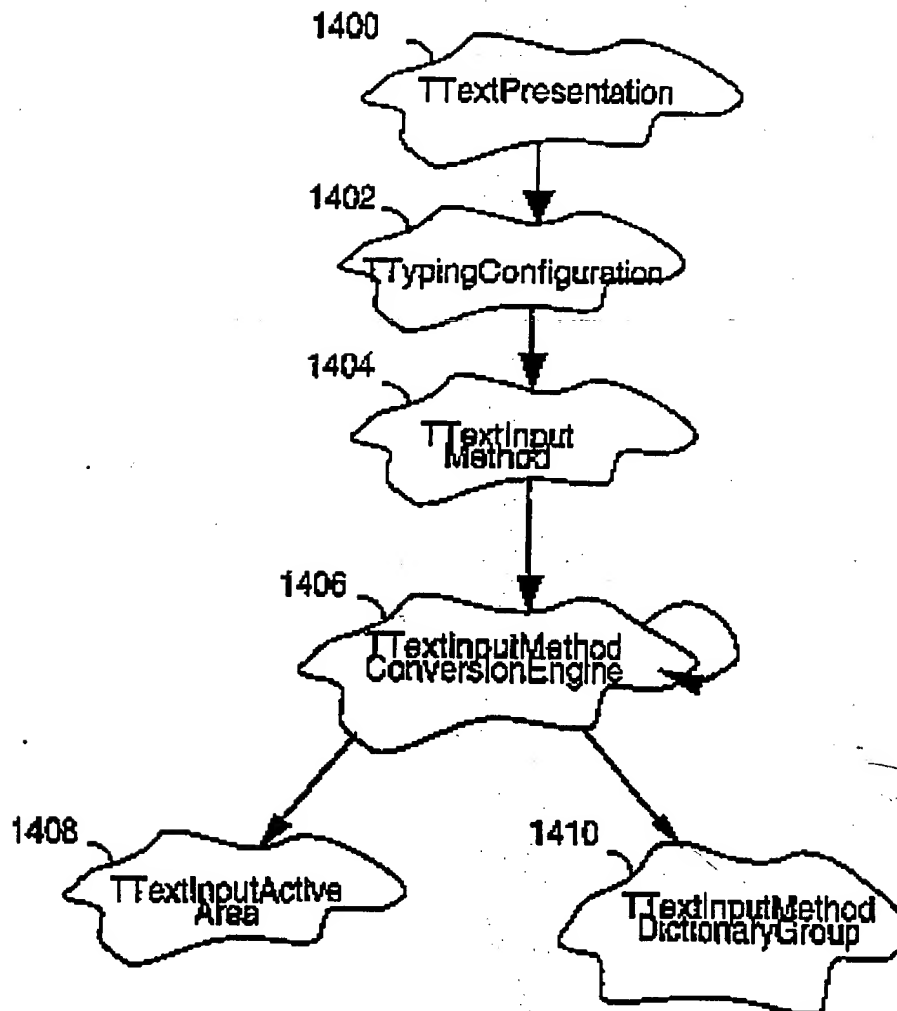 1400
TTextPresentation
1402
TTypingConfiguration
1404
TTextInput
Method
1406
TTextInputMethod
ConversionEngine
1408
TTextInputActive
Area
1410
TTextInputMethod
DictionaryGroup